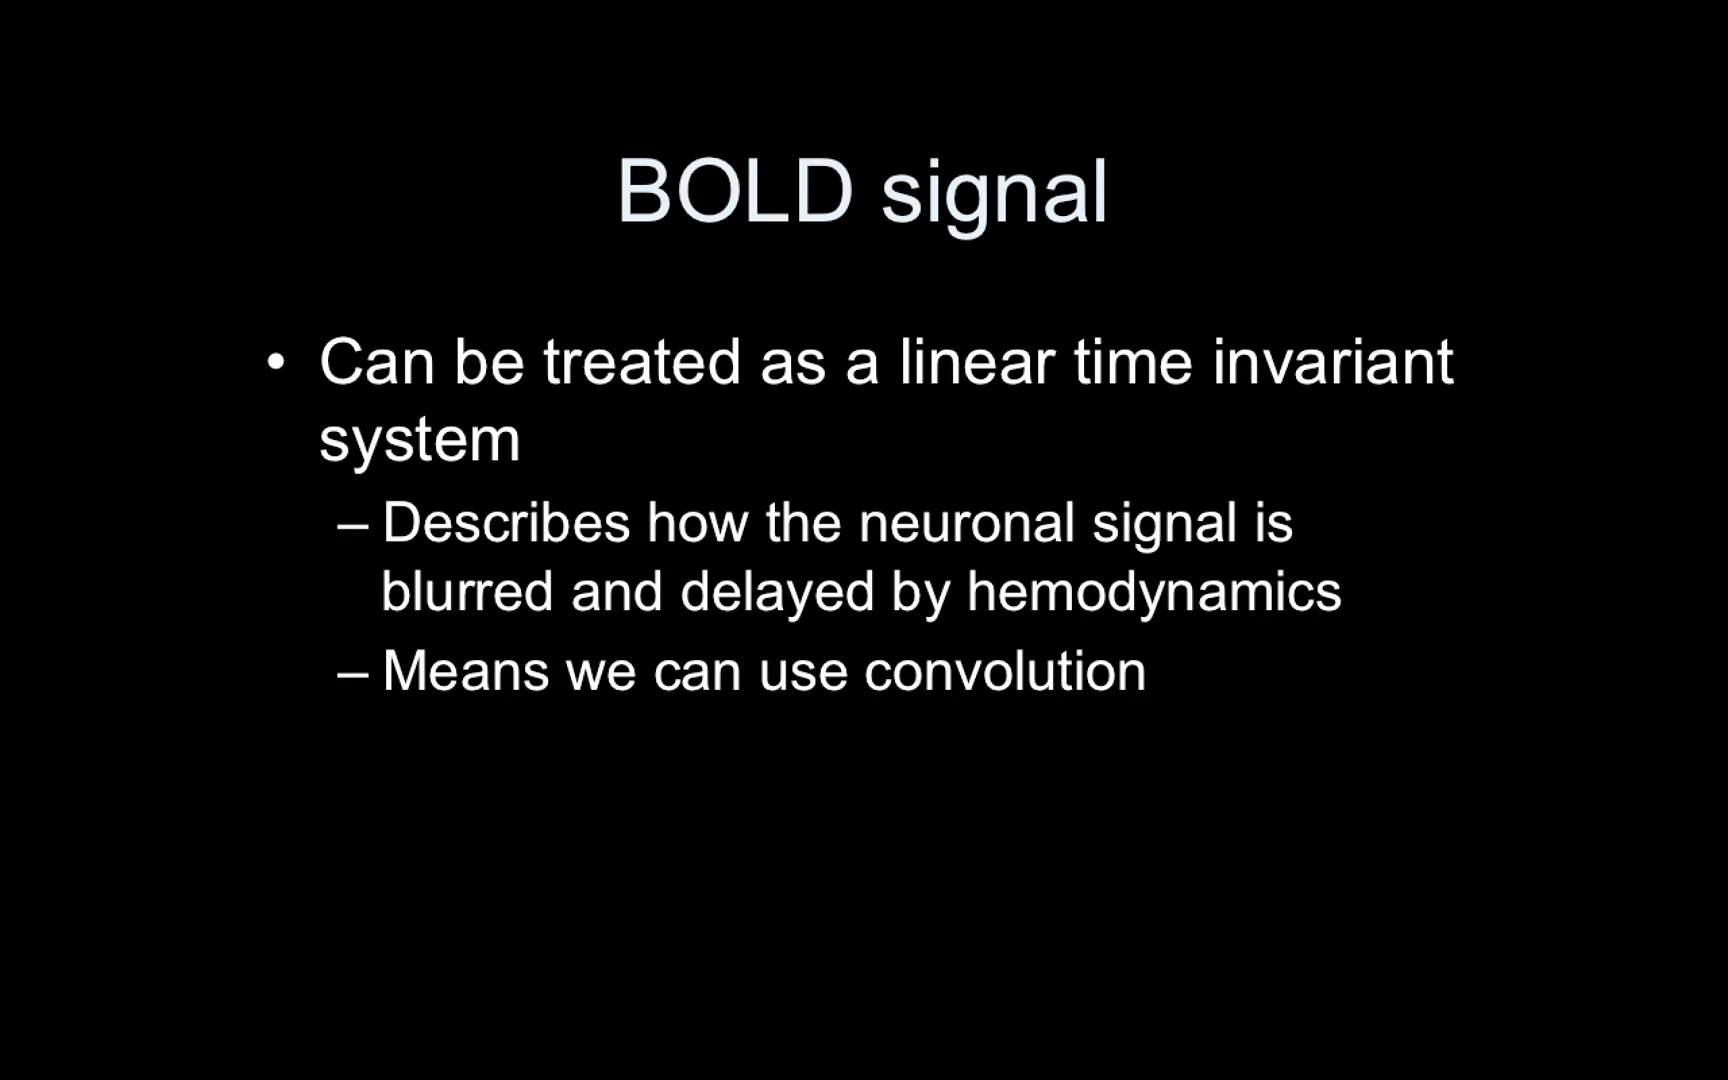 BOLD signal
• Can be treated as a linear time invariant
system
– Describes how the neuronal signal is
blurred and delayed by hemodynamics
– Means we can use convolution